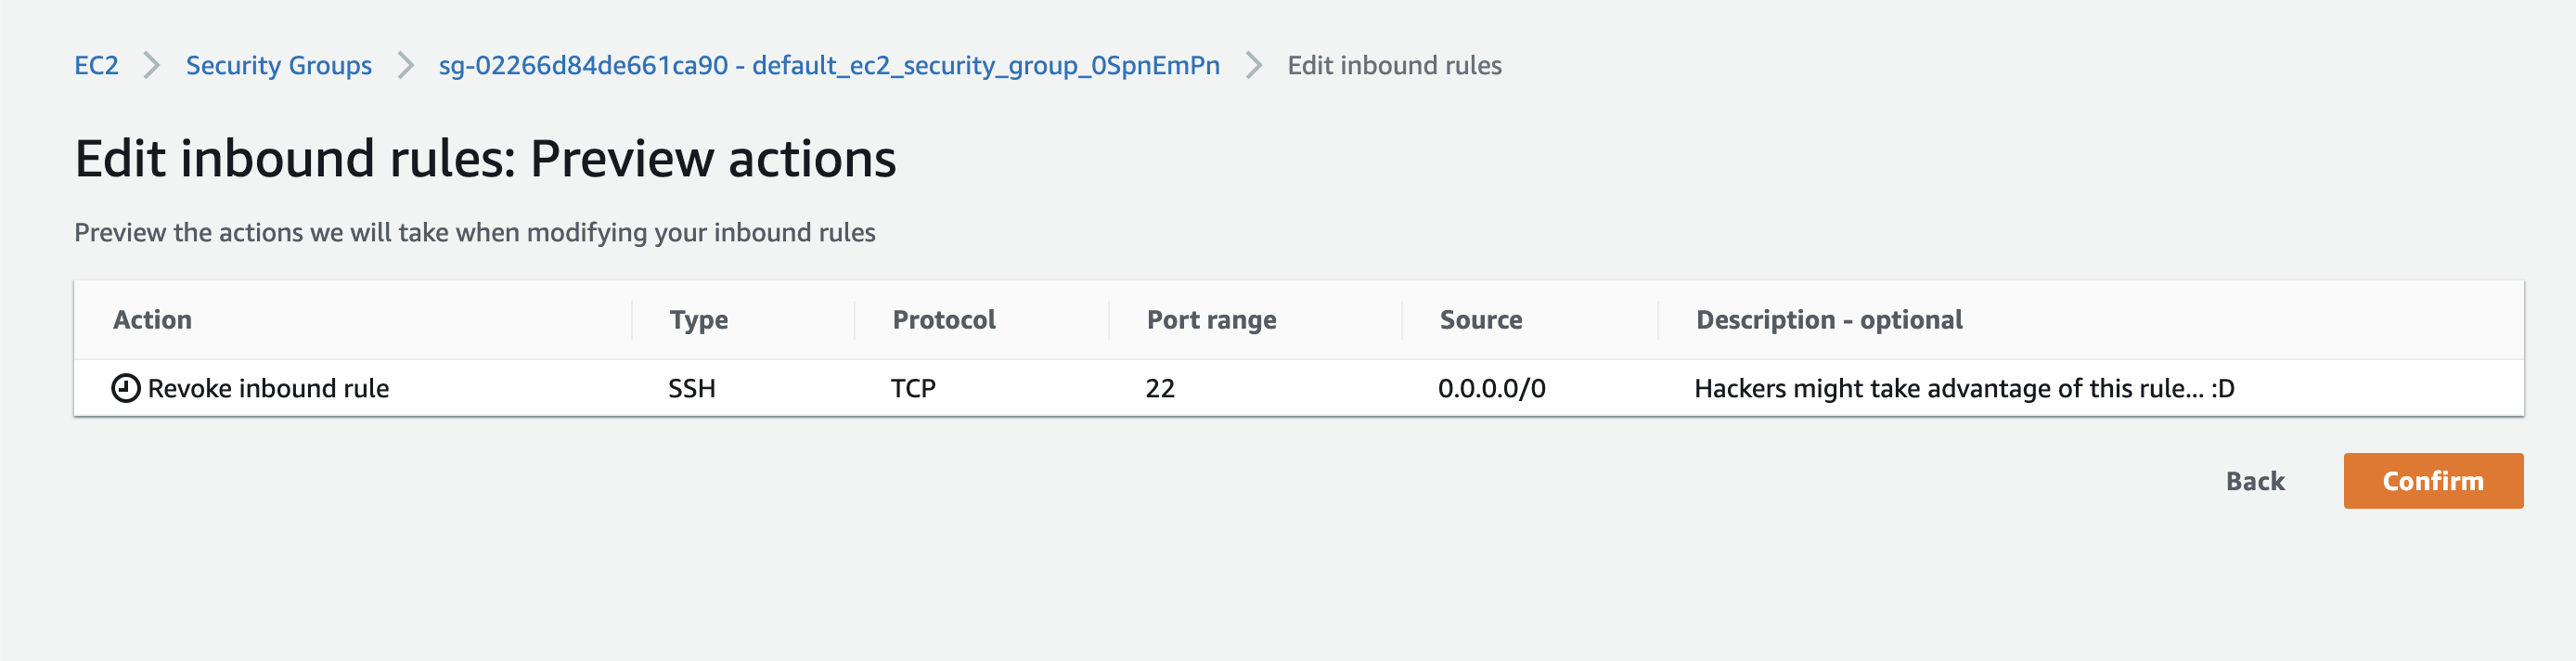 EC2 Security Groups sg-02266d84de661ca90 - default_ec2_security_group_0SpnEmPn Edit inbound rules
Edit inbound rules: Preview actions
Preview the actions we will take when modifying your inbound rules
Action Type Protocol Port range Source Description - optional
Revoke inbound rule SSH TCP 22 0.0.0.0/0 Hackers might take advantage of this rule... :D
Back Confirm